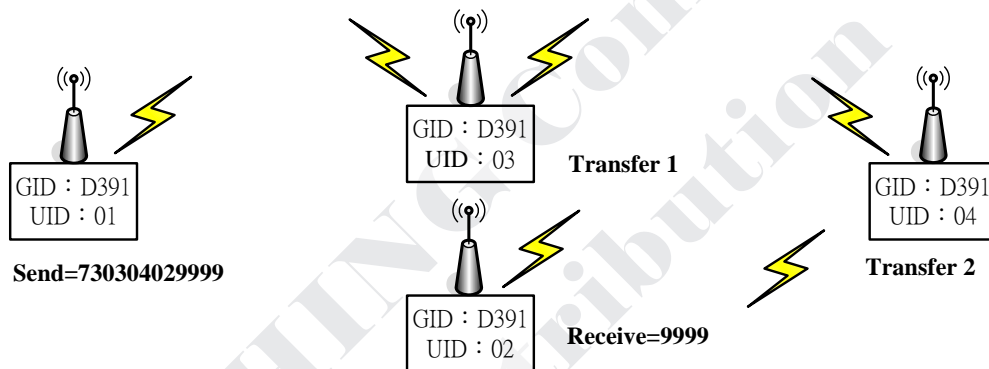 GID：D391
UID：01
Send=730304029999
GID：D391
UID：03
Transfer 1
GID：D391
UID：04
Transfer 2
GID：D391
UID：02
Receive=9999